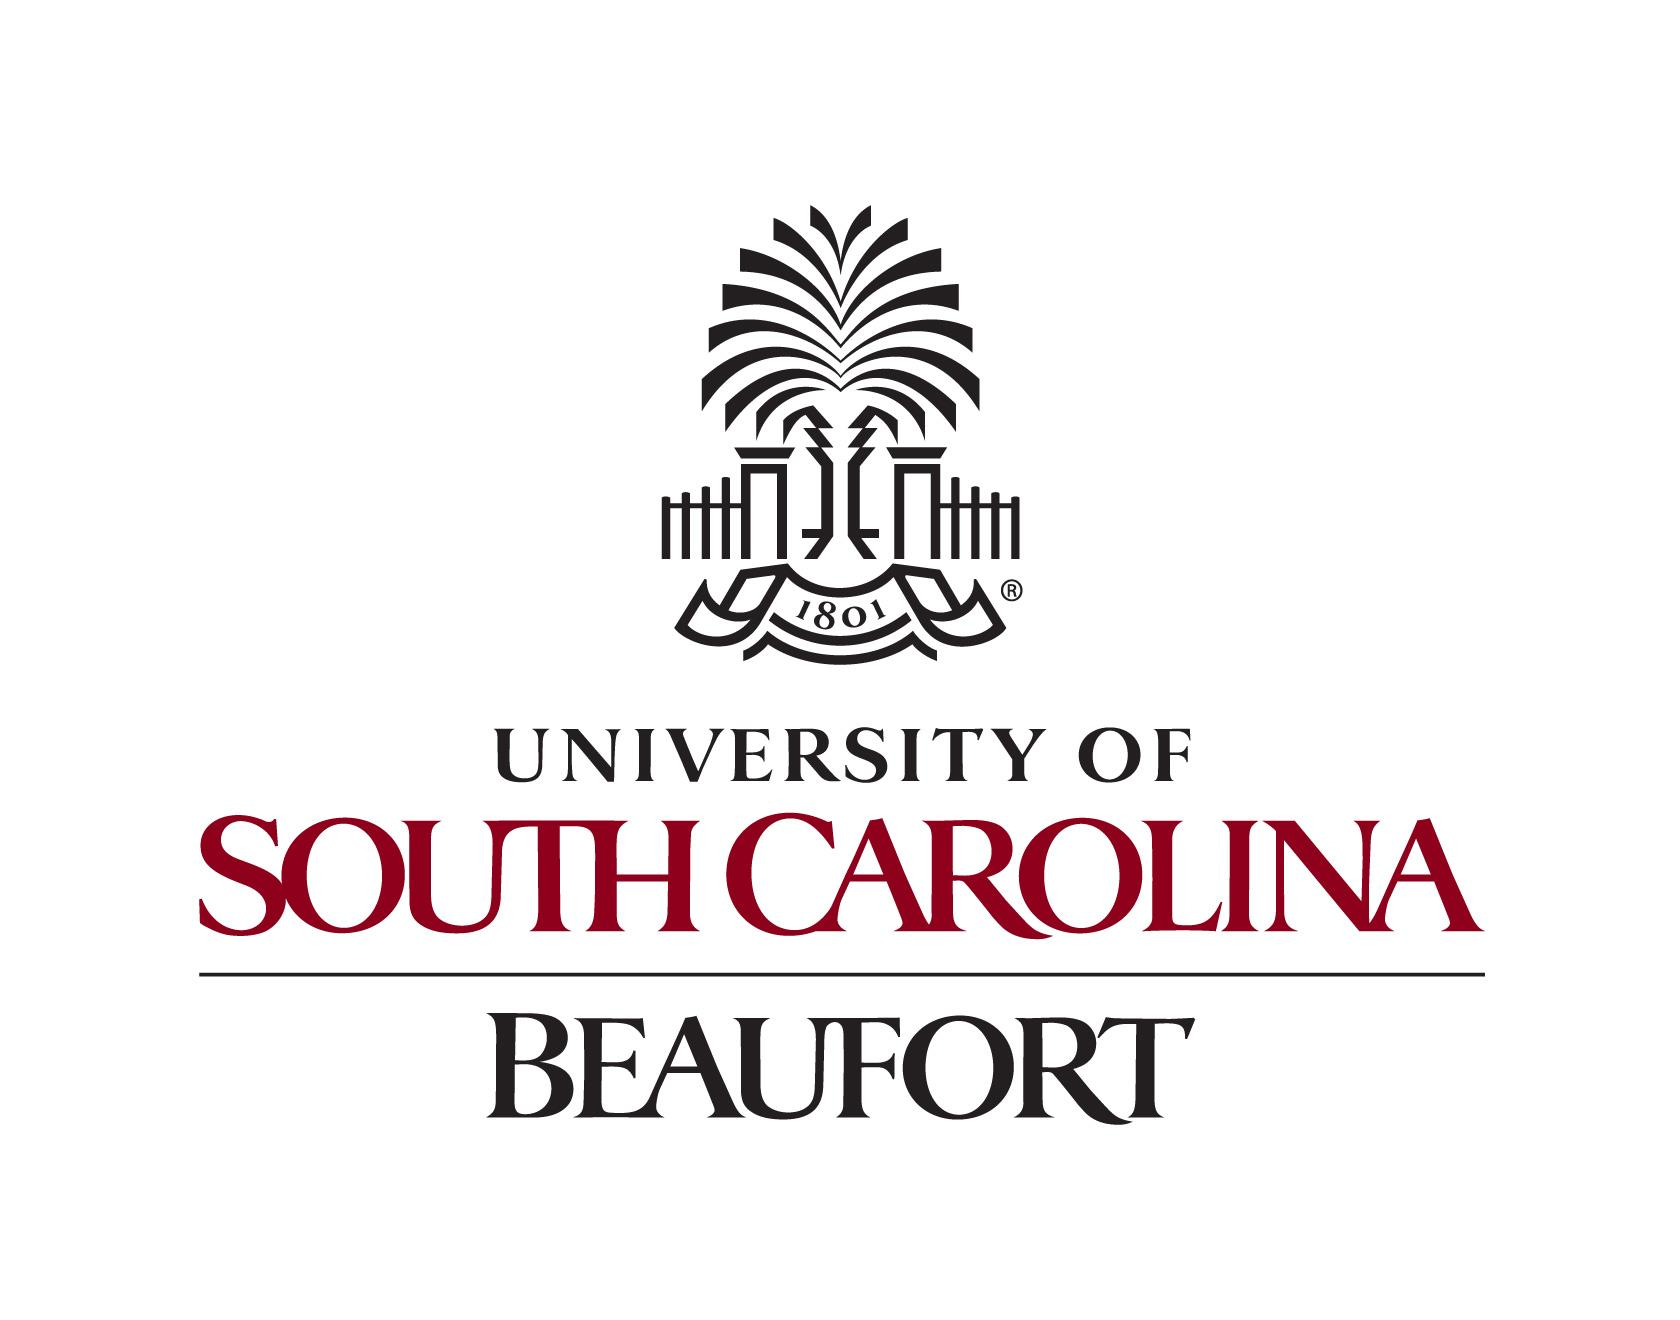 1801
®
UNIVERSITY OF
SOUTH CAROLINA
BEAUFORT